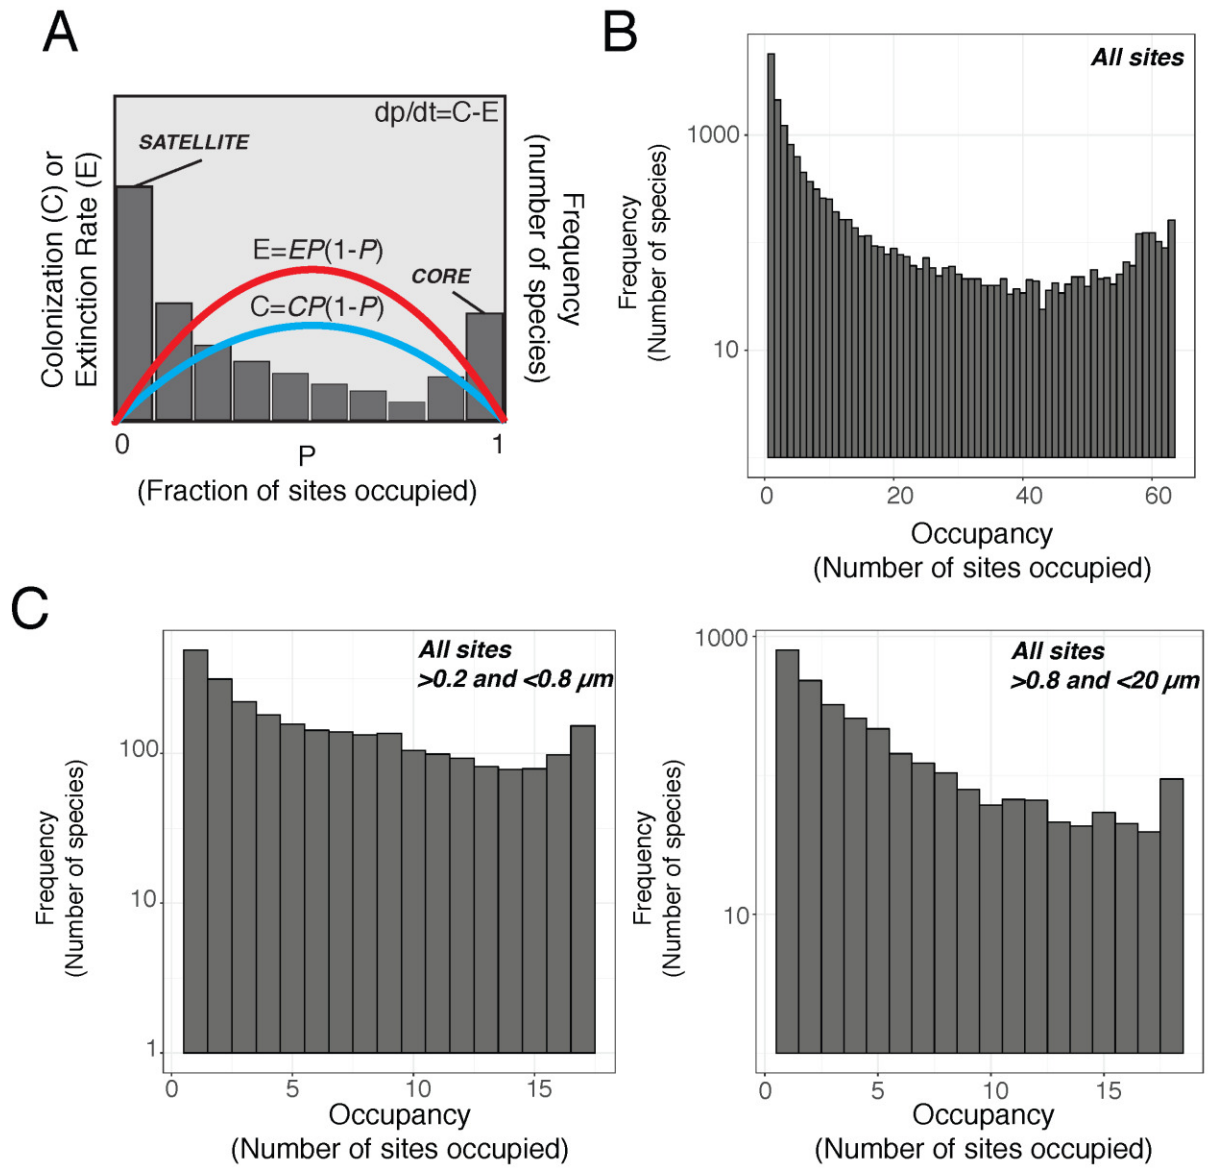 A
dp/dt=C-E
SATELLITE
E=EP(1-P)
CORE
C=CP(1-P)
Colonization (C) or
Extinction Rate (E)
Frequency
(number of species)
0
1
P
(Fraction of sites occupied)
B
All sites
1000
10
Frequency
(Number of species)
0
20
40
60
Occupancy
(Number of sites occupied)
C
All sites
>0.2 and <0.8 µm
100
10
1
Frequency
(Number of species)
0
5
10
15
Occupancy
(Number of sites occupied)
All sites
>0.8 and <20 µm
1000
10
Frequency
(Number of species)
0
5
10
15
Occupancy
(Number of sites occupied)